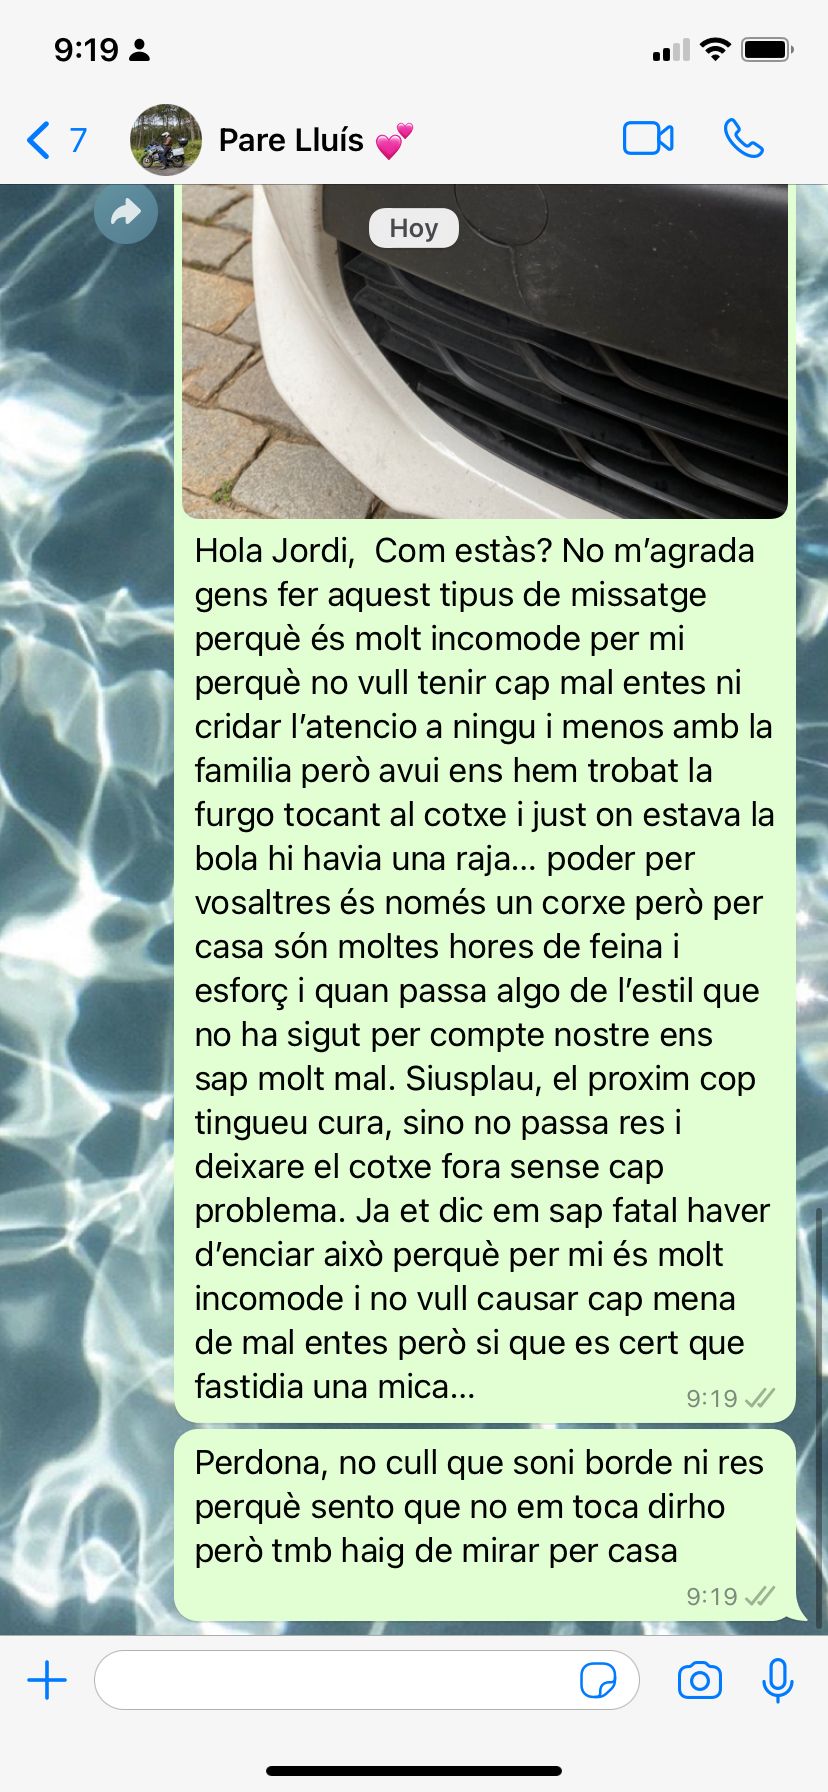 9:19
7
Pare Lluís 💕
Hoy
Hola Jordi,  Com estàs? No m’agrada
gens fer aquest tipus de missatge
perquè és molt incomode per mi
perquè no vull tenir cap mal entes ni
cridar l’atencio a ningu i menos amb la
familia però avui ens hem trobat la
furgo tocant al cotxe i just on estava la
bola hi havia una raja... poder per
vosaltres és només un corxe però per
casa són moltes hores de feina i
esforç i quan passa algo de l’estil que
no ha sigut per compte nostre ens
sap molt mal. Siusplau, el proxim cop
tingueu cura, sino no passa res i
deixare el cotxe fora sense cap
problema. Ja et dic em sap fatal haver
d’enciar això perquè per mi és molt
incomode i no vull causar cap mena
de mal entes però si que es cert que
fastidia una mica...
9:19
Perdona, no cull que soni borde ni res
perquè sento que no em toca dirho
però tmb haig de mirar per casa
9:19